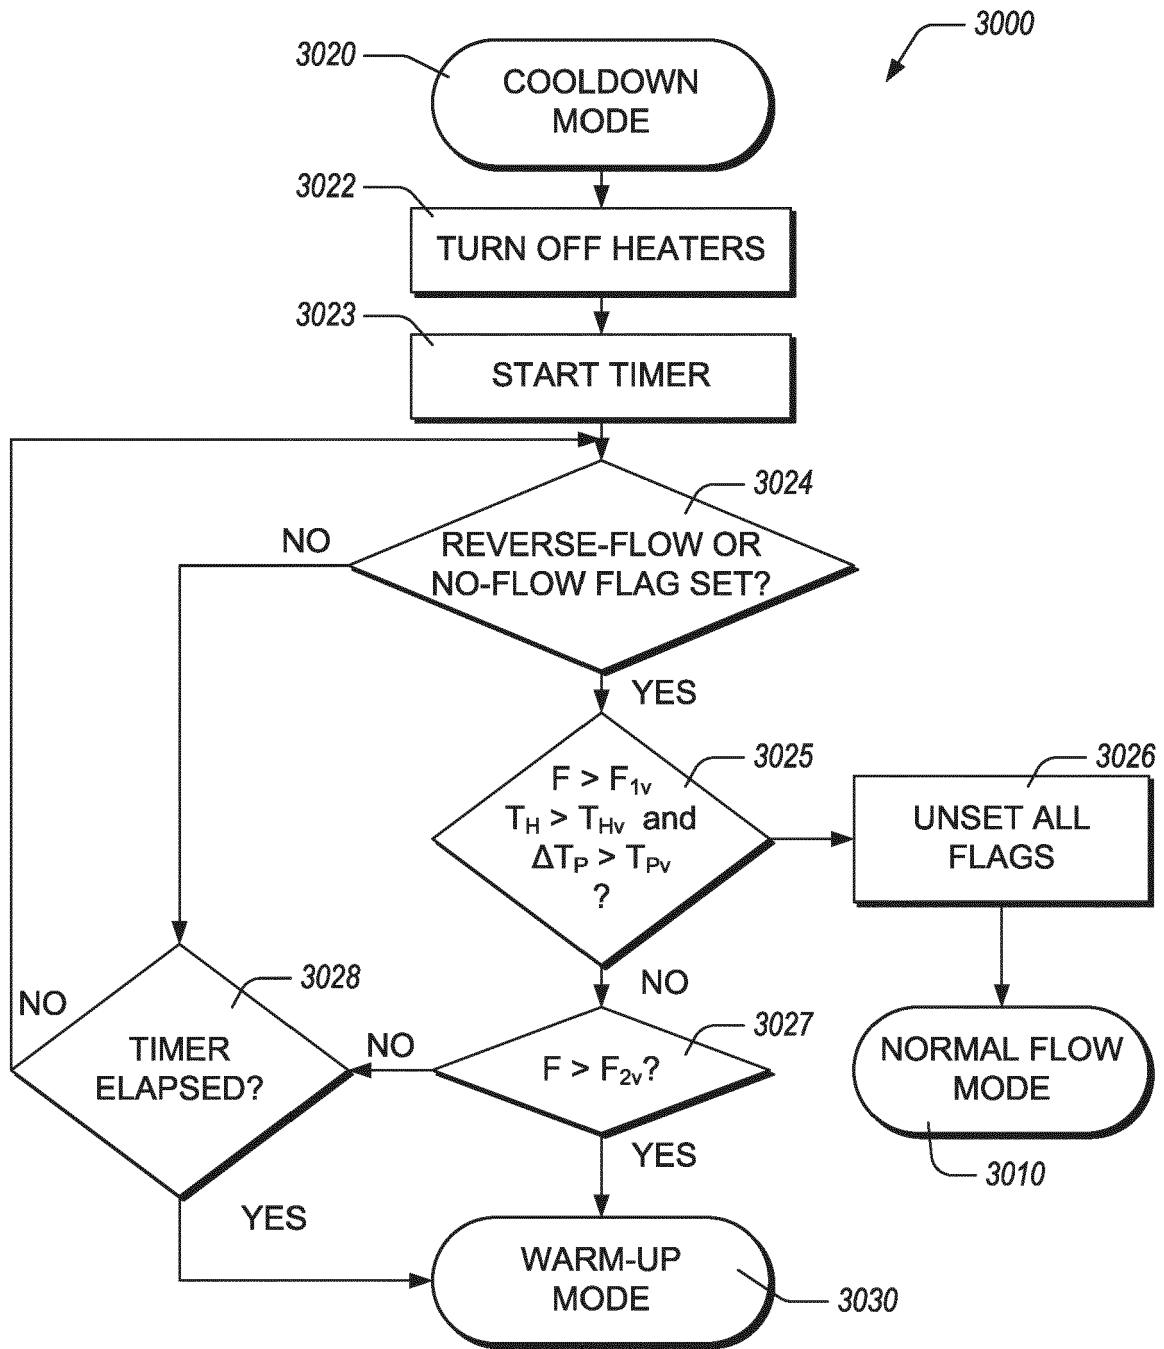 3020
3000
COOLDOWN
MODE
3022
TURN OFF HEATERS
3023
START TIMER
3024
NO
REVERSE-FLOW OR
NO-FLOW FLAG SET?
YES
3025
3026
F > F1v
TH > THv and
ΔTP > TPv
?
UNSET ALL
FLAGS
NO
3028
NO
3027
TIMER
ELAPSED?
NO
F > F2v?
NORMAL FLOW
MODE
YES
3010
YES
WARM-UP
MODE
3030